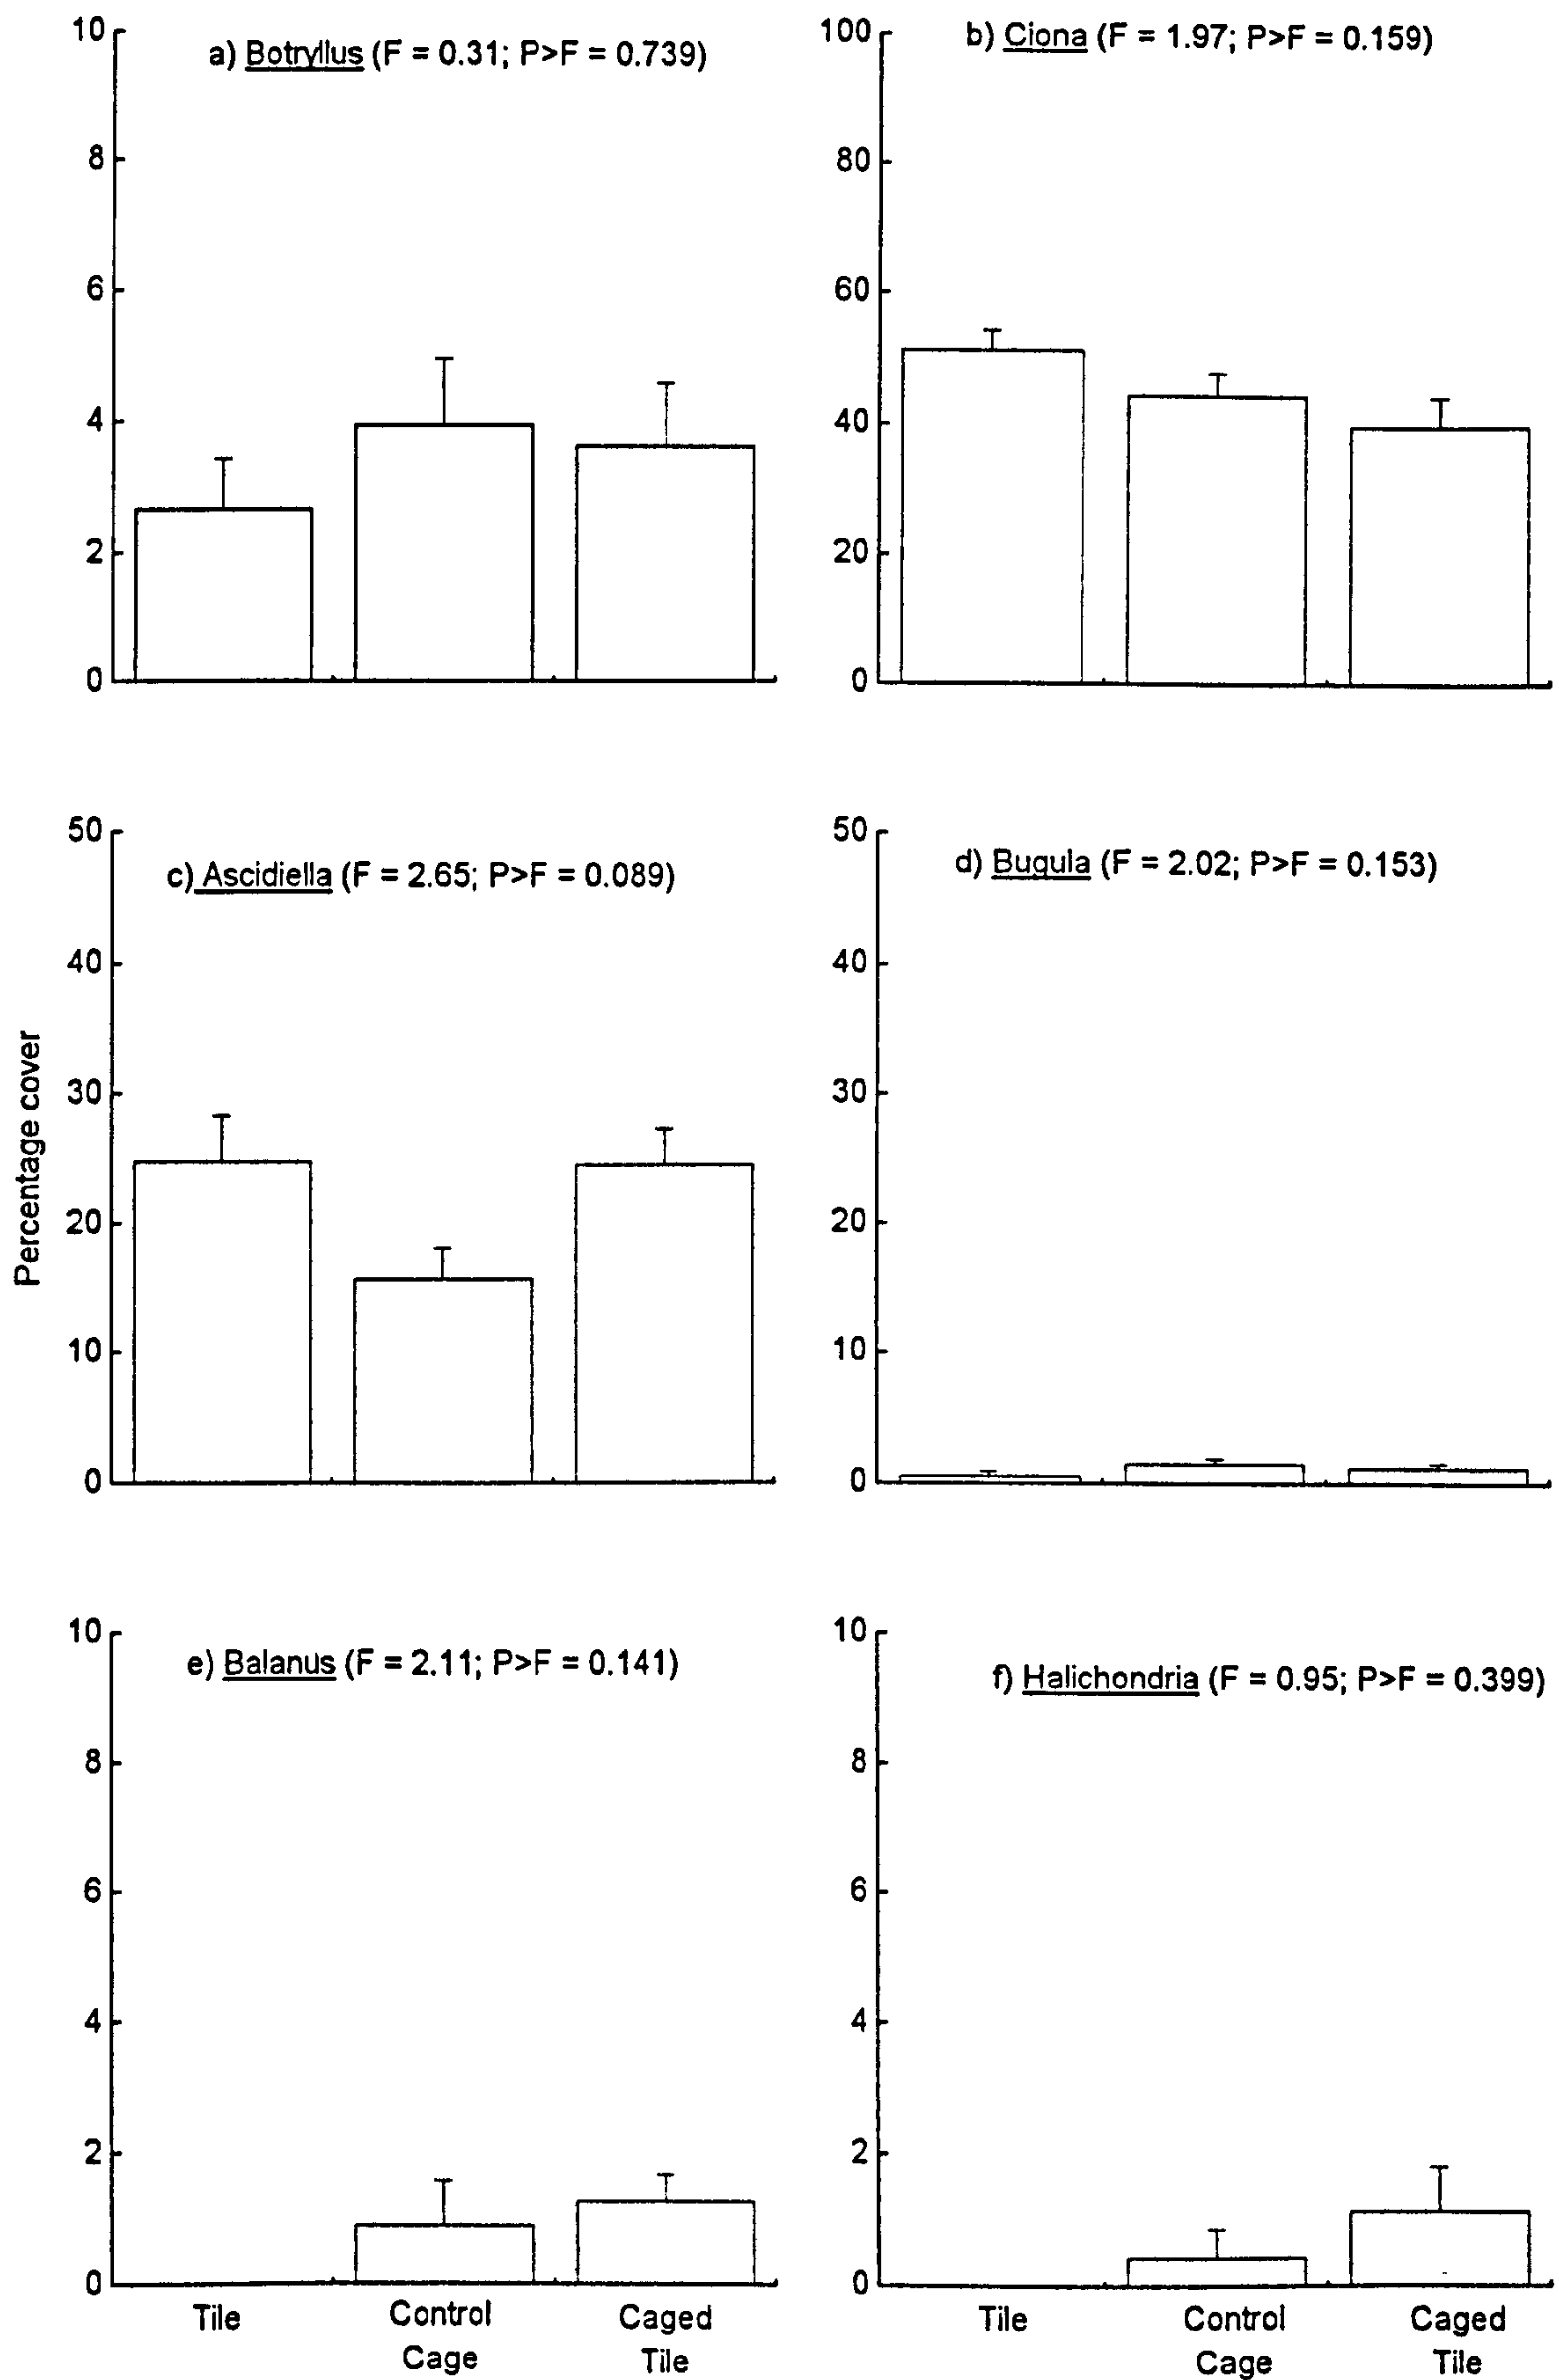 a) Botryllus (F = 0.31; P>F = 0.739)
10
8
6
4
2
0
b) Ciona (F = 1.97; P>F = 0.159)
100
80
60
40
20
0
Percentage cover
c) Ascidiella (F = 2.65; P>F = 0.089)
50
40
30
20
10
0
d) Bugula (F = 2.02; P>F = 0.153)
50
40
30
20
10
0
e) Balanus (F = 2.11; P>F = 0.141)
10
8
6
4
2
0
Tile
Control
Cage
Caged
Tile
f) Halichondria (F = 0.95; P>F = 0.399)
10
8
6
4
2
0
Tile
Control
Cage
Caged
Tile